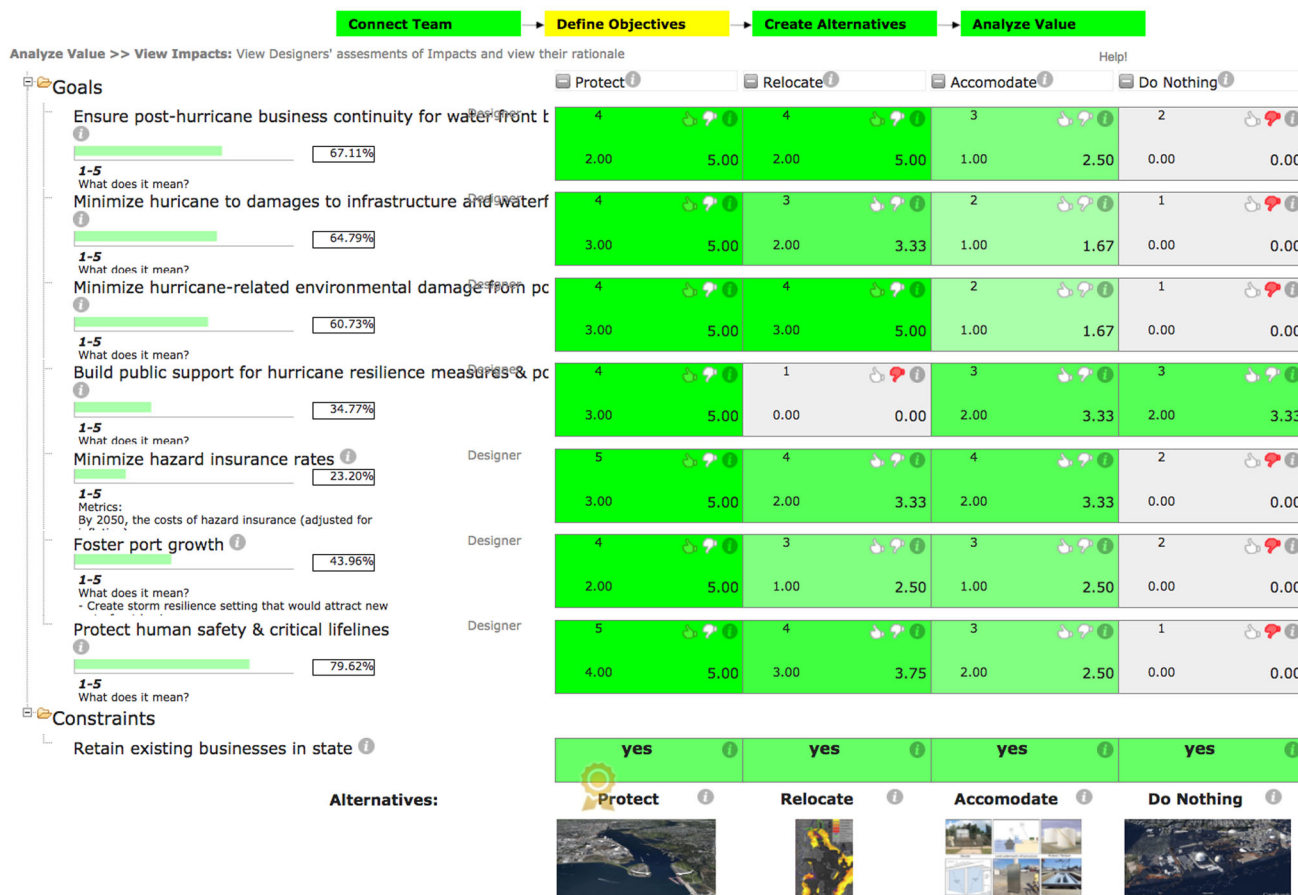 Connect Team
Define Objectives
Create Alternatives
Analyze Value
Analyze Value >> View Impacts: View Designers' assesments of Impacts and view their rationale
Help!
Goals
Protect
Relocate
Accomodate
Do Nothing
Ensure post-hurricane business continuity for water front b
Designer
67.11%
1-5
What does it mean?
4
2.00 5.00
4
2.00 5.00
3
1.00 2.50
2
0.00 0.00
Minimize huricane to damages to infrastructure and waterf
Designer
64.79%
1-5
What does it mean?
4
3.00 5.00
3
2.00 3.33
2
1.00 1.67
1
0.00 0.00
Minimize hurricane-related environmental damage from po
Designer
60.73%
1-5
What does it mean?
4
3.00 5.00
4
3.00 5.00
2
1.00 1.67
1
0.00 0.00
Build public support for hurricane resilience measures & po
Designer
34.77%
1-5
What does it mean?
4
3.00 5.00
1
0.00 0.00
3
2.00 3.33
3
2.00 3.33
Minimize hazard insurance rates
Designer
23.20%
1-5
Metrics:
By 2050, the costs of hazard insurance (adjusted for
5
3.00 5.00
4
2.00 3.33
4
2.00 3.33
2
0.00 0.00
Foster port growth
Designer
43.96%
1-5
What does it mean?
- Create storm resilience setting that would attract new
4
2.00 5.00
3
1.00 2.50
3
1.00 2.50
2
0.00 0.00
Protect human safety & critical lifelines
Designer
79.62%
1-5
What does it mean?
5
4.00 5.00
4
3.00 3.75
3
2.00 2.50
1
0.00 0.00
Constraints
Retain existing businesses in state
yes
yes
yes
yes
Alternatives:
Protect
Relocate
Accomodate
Do Nothing